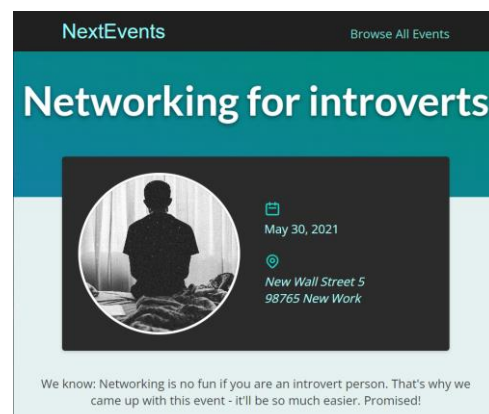 NextEvents
Browse All Events
Networking for introverts
May 30, 2021
New Wall Street 5
98765 New Work
We know: Networking is no fun if you are an introvert person. That's why we
came up with this event - it'll be so much easier. Promised!